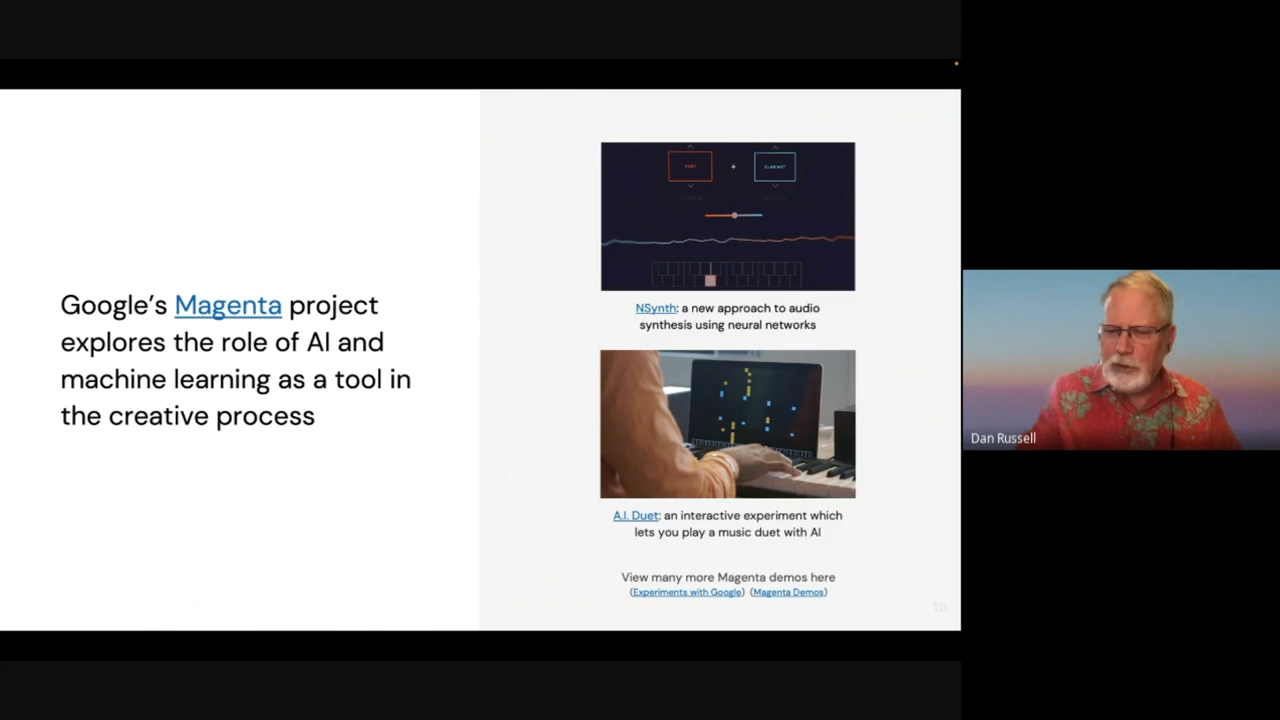 Google's Magenta project
explores the role of AI and
machine learning as a tool in
the creative process
CLARINET
NSynth: a new approach to audio
synthesis using neural networks
A.I. Duet: an interactive experiment which
lets you play a music duet with AI
View many more Magenta demos here
(Experiments with Google) (Magenta Demos)
Dan Russell